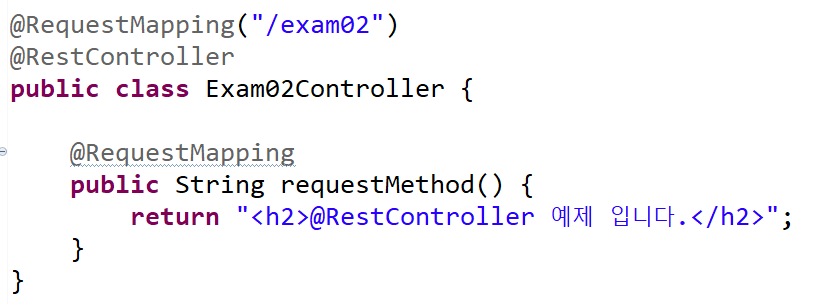 @RequestMapping("/exam02")
@RestController
public class Exam02Controller {
@RequestMapping
public String requestMethod() {
return "<h2>@RestController 예제 입니다.</h2>";
}
}